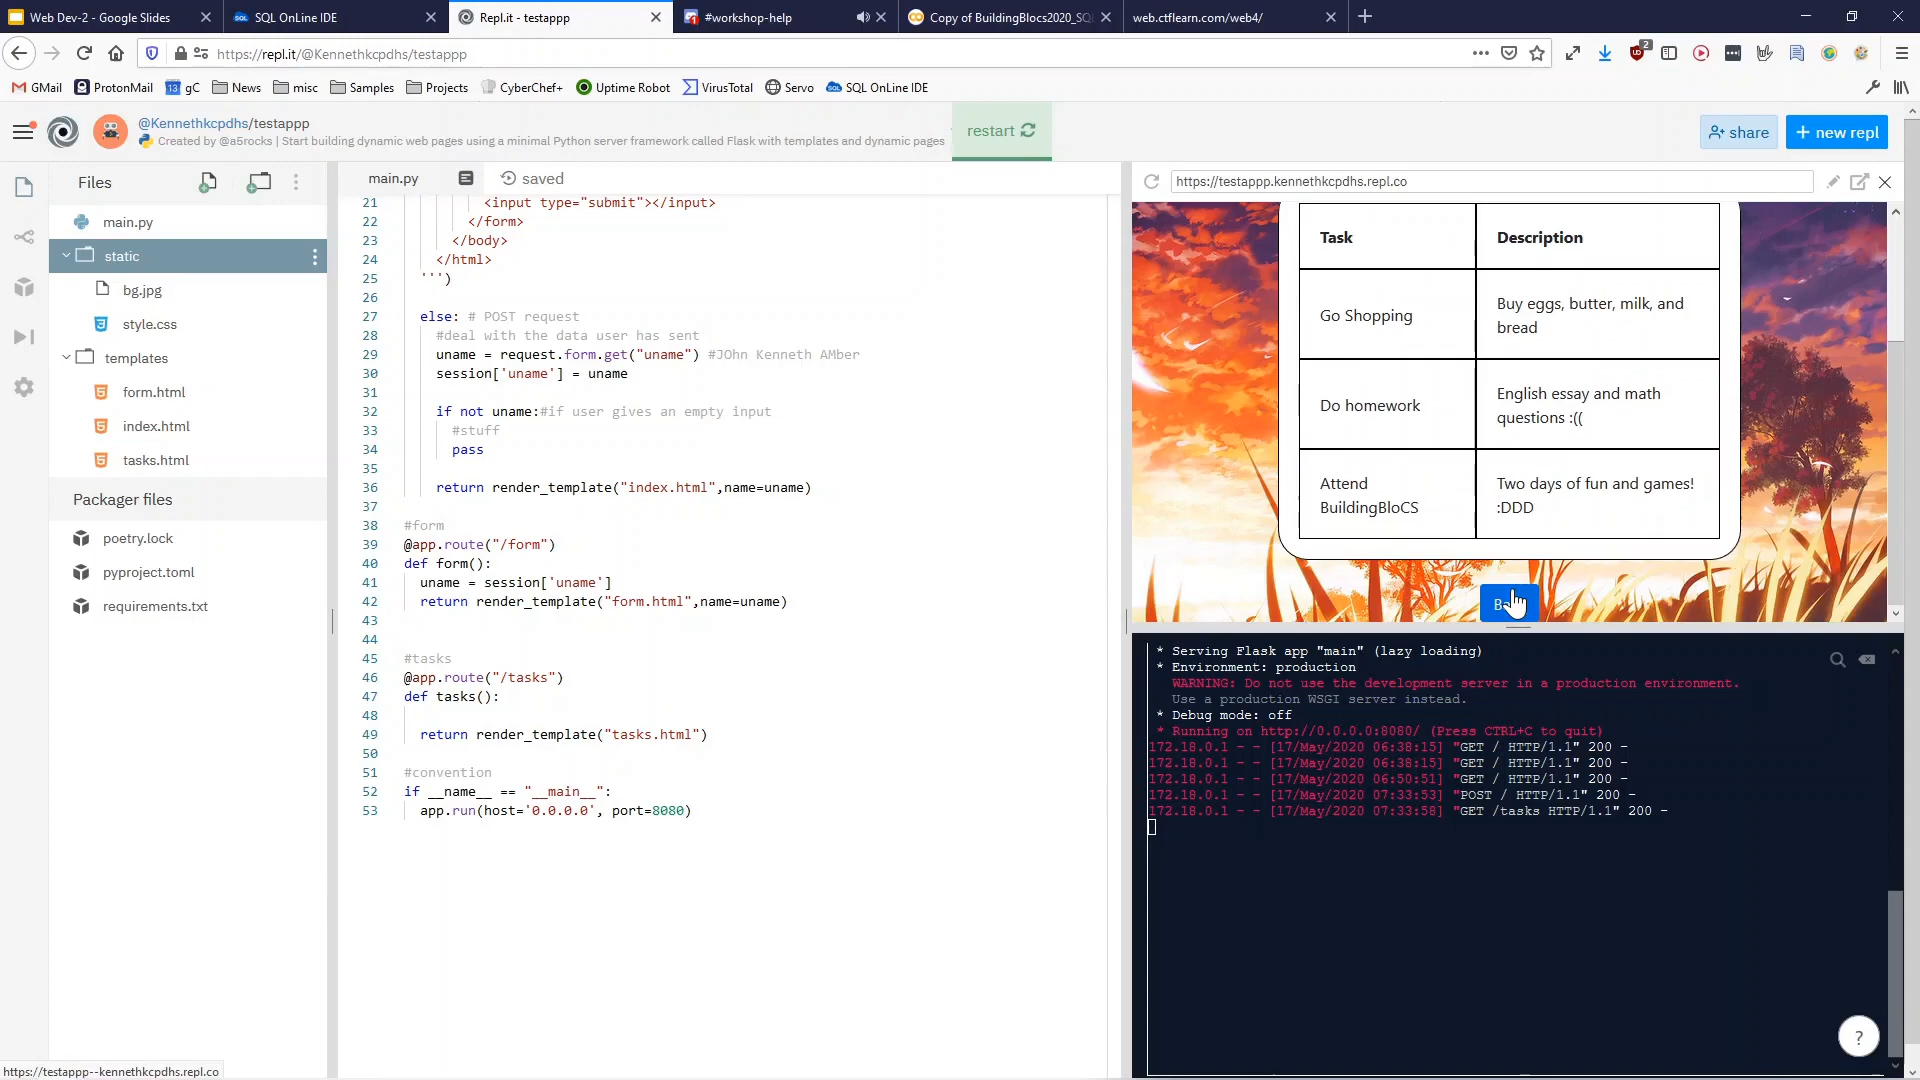 Web Dev-2 - Google Slides
SQL OnLine IDE
Repl.it - testappp
#workshop-help
Copy of BuildingBlocs2020_SQ
web.ctflearn.com/web4/
https://repl.it/@Kennethkcpdhs/testappp
2
GMail
ProtonMail
13 gC
News
misc
Samples
Projects
CyberChef+
Uptime Robot
VirusTotal
Servo
SQL OnLine IDE
@Kennethkcpdhs/testappp
Created by @a5rocks | Start building dynamic web pages using a minimal Python server framework called Flask with templates and dynamic pages
restart
share
+ new repl
Files
main.py
static
bg.jpg
style.css
templates
form.html
index.html
tasks.html
Packager files
poetry.lock
pyproject.toml
requirements.txt
main.py
saved
21 <input type="submit"></input>
22 </form>
23 </body>
24 </html>
25 ''')
26
27 else: # POST request
28 #deal with the data user has sent
29 uname = request.form.get("uname") #JOhn Kenneth AMber
30 session['uname'] = uname
31
32 if not uname:#if user gives an empty input
33 #stuff
34 pass
35
36 return render_template("index.html",name=uname)
37
38 #form
39 @app.route("/form")
40 def form():
41 uname = session['uname']
42 return render_template("form.html",name=uname)
43
44
45 #tasks
46 @app.route("/tasks")
47 def tasks():
48
49 return render_template("tasks.html")
50
51 #convention
52 if __name__ == "__main__":
53 app.run(host='0.0.0.0', port=8080)
https://testappp.kennethkcpdhs.repl.co
Task
Description
Go Shopping
Buy eggs, butter, milk, and
bread
Do homework
English essay and math
questions :((
Attend
BuildingBloCS
Two days of fun and games!
:DDD
* Serving Flask app "main" (lazy loading)
* Environment: production
WARNING: Do not use the development server in a production environment.
Use a production WSGI server instead.
* Debug mode: off
* Running on http://0.0.0.0:8080/ (Press CTRL+C to quit)
172.18.0.1 - - [17/May/2020 06:38:15] "GET / HTTP/1.1" 200 -
172.18.0.1 - - [17/May/2020 06:38:15] "GET / HTTP/1.1" 200 -
172.18.0.1 - - [17/May/2020 06:50:51] "GET / HTTP/1.1" 200 -
172.18.0.1 - - [17/May/2020 07:33:53] "POST / HTTP/1.1" 200 -
172.18.0.1 - - [17/May/2020 07:33:58] "GET /tasks HTTP/1.1" 200 -
?
https://testappp--kennethkcpdhs.repl.co